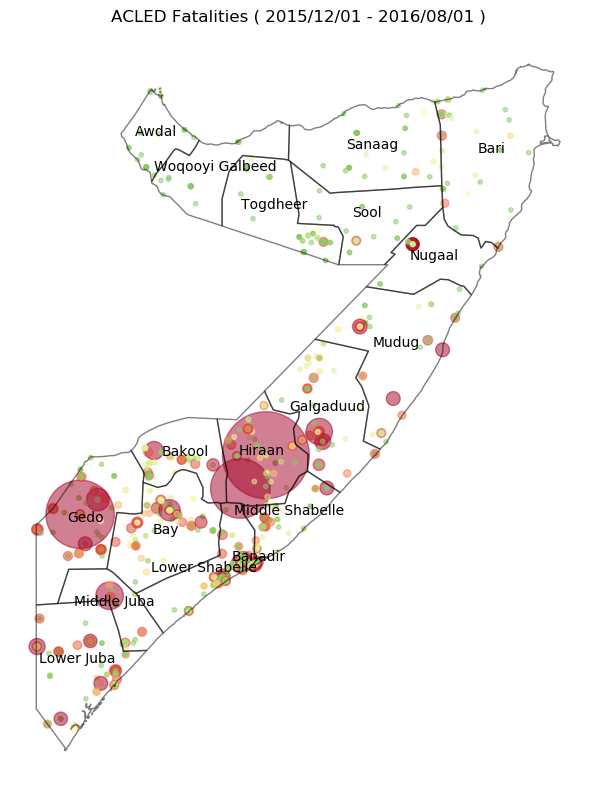 ACLED Fatalities ( 2015/12/01 - 2016/08/01 )
Awdal
Sanaag
Bari
Woqooyi Galbeed
Togdheer
Sool
Nugaal
Mudug
Galgaduud
Bakool
Hiraan
Middle Shabelle
Gedo
Bay
Banadir
Lower Shabelle
Middle Juba
Lower Juba